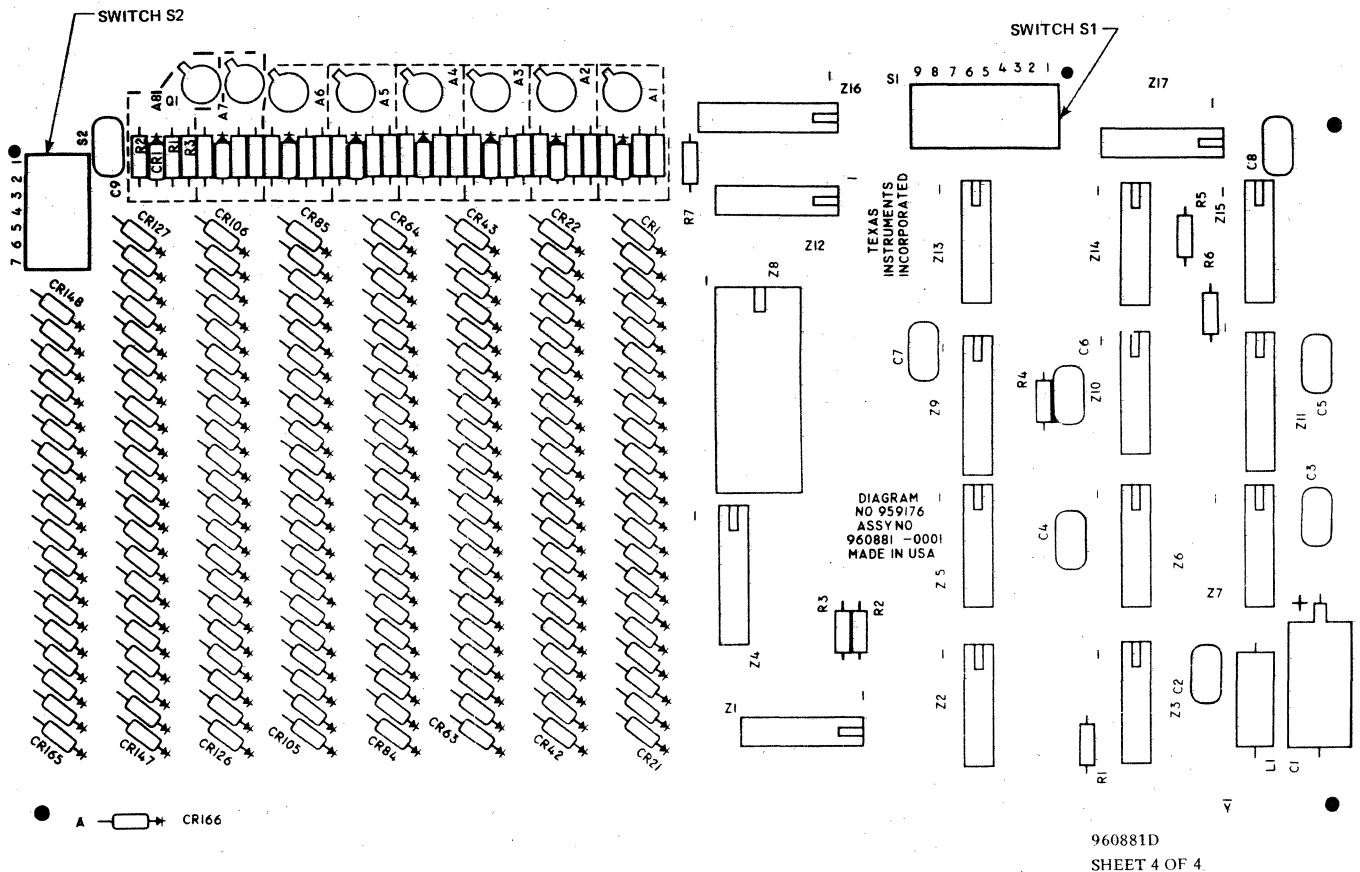 SWITCH S2
SWITCH S1
A8
Q1
A7
A6
A5
A4
A3
A2
A1
Z16
S1
9 8 7 6 5 4 3 2 1
Z17
S2
1
2
3
4
5
6
7
C9
R2
CR1
R1
R3
R7
Z12
C8
TEXAS
INSTRUMENTS
INCORPORATED
Z13
Z14
R5
Z15
R6
CR127
CR106
CR85
CR64
CR43
CR22
CR1
CR148
Z8
C7
Z9
R4
C6
Z10
Z11
C5
C3
DIAGRAM
NO 959176
ASSY NO
960881 -0001
MADE IN USA
Z5
C4
Z6
Z7
R3
R2
Z4
+
Z1
Z2
R1
Z3
C2
L1
C1
CR165
CR147
CR126
CR105
CR84
CR63
CR42
CR21
A
CR166
Y
960881D
SHEET 4 OF 4